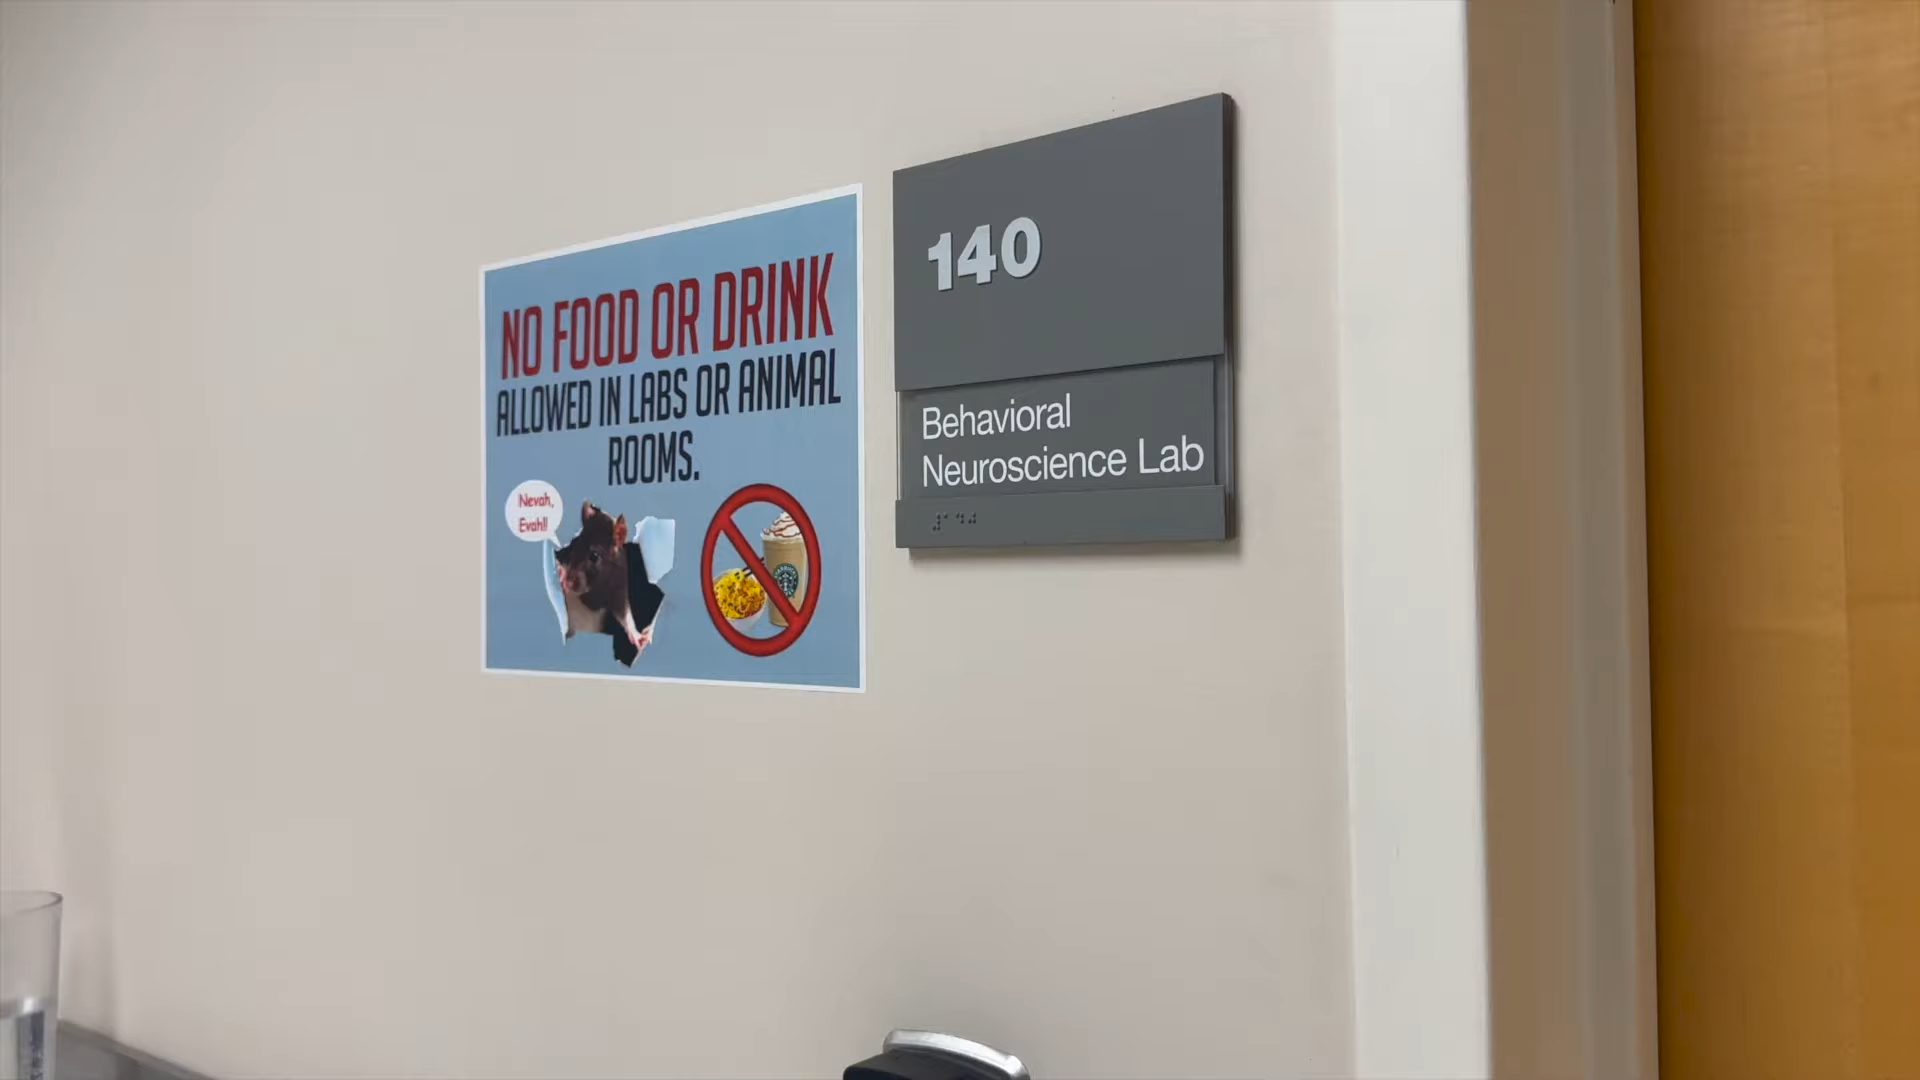 NO FOOD OR DRINK
ALLOWED IN LABS OR ANIMAL
ROOMS.
Nevah,
Evah!!
140
Behavioral
Neuroscience Lab